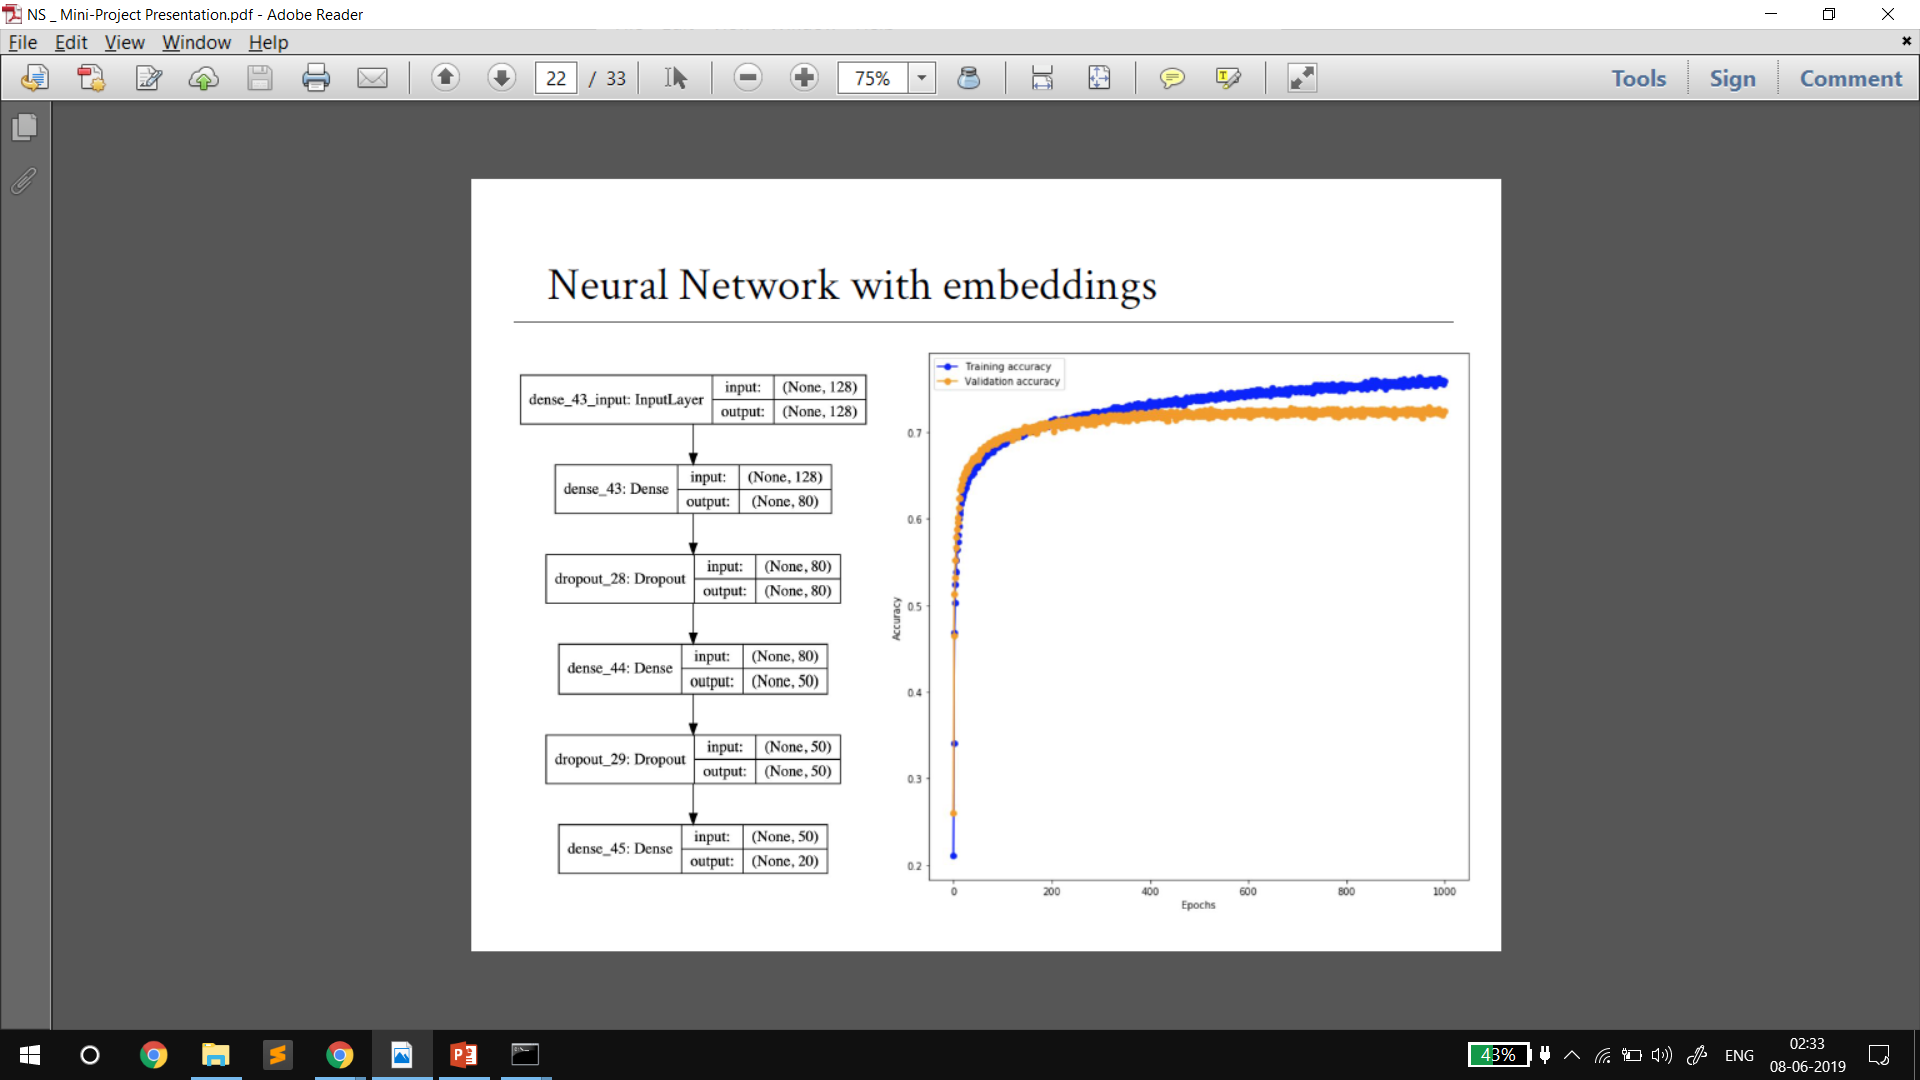 NS _ Mini-Project Presentation.pdf - Adobe Reader
File Edit View Window Help
22 / 33
75%
Tools Sign Comment
Neural Network with embeddings
dense_43_input: InputLayer
input: (None, 128)
output: (None, 128)
dense_43: Dense
input: (None, 128)
output: (None, 80)
dropout_28: Dropout
input: (None, 80)
output: (None, 80)
dense_44: Dense
input: (None, 80)
output: (None, 50)
dropout_29: Dropout
input: (None, 50)
output: (None, 50)
dense_45: Dense
input: (None, 50)
output: (None, 20)
Training accuracy
Validation accuracy
Accuracy
0.7
0.6
0.5
0.4
0.3
0.2
0 200 400 600 800 1000
Epochs
43%
ENG
02:33
08-06-2019